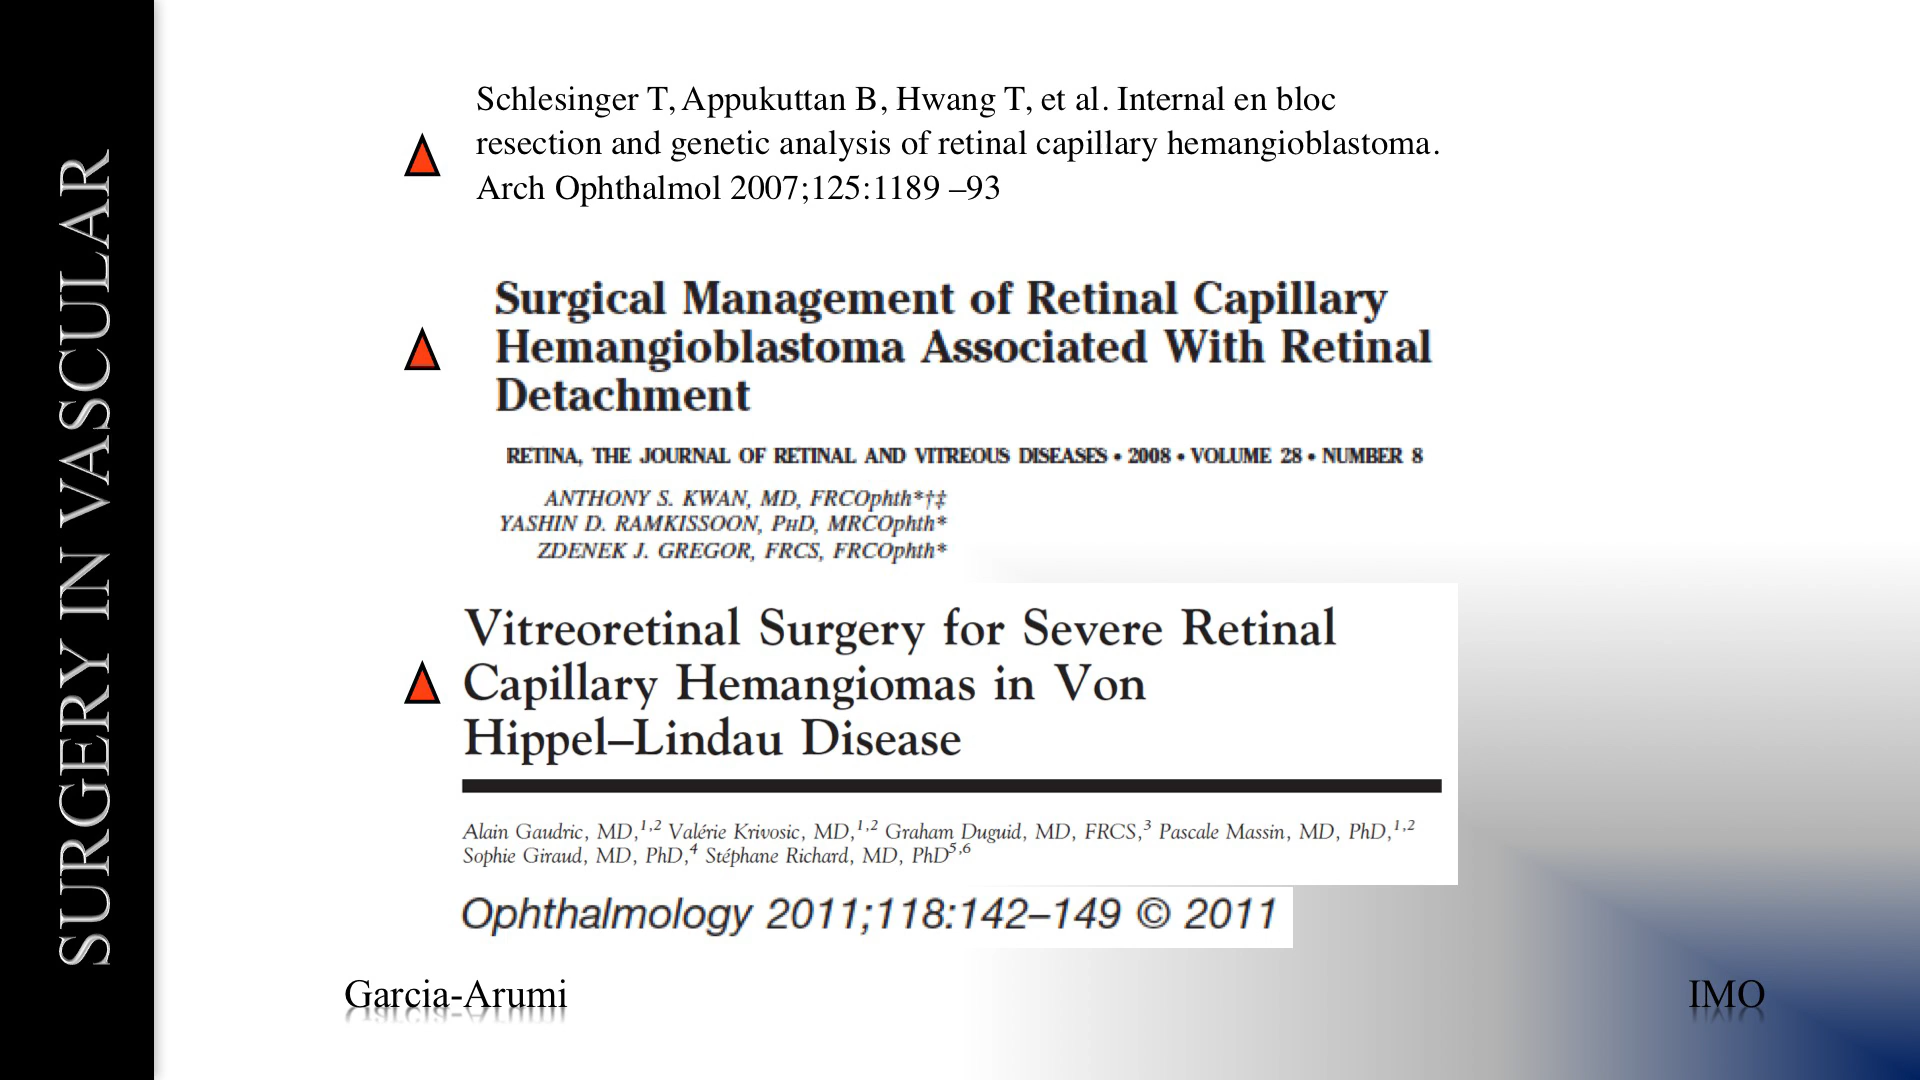 SURGERY IN VASCULAR
Schlesinger T, Appukuttan B, Hwang T, et al. Internal en bloc
resection and genetic analysis of retinal capillary hemangioblastoma.
Arch Ophthalmol 2007;125:1189 –93
Surgical Management of Retinal Capillary
Hemangioblastoma Associated With Retinal
Detachment
RETINA, THE JOURNAL OF RETINAL AND VITREOUS DISEASES • 2008 • VOLUME 28 • NUMBER 8
ANTHONY S. KWAN, MD, FRCOphth*†‡
YASHIN D. RAMKISSOON, PHD, MRCOphth*
ZDENEK J. GREGOR, FRCS, FRCOphth*
Vitreoretinal Surgery for Severe Retinal
Capillary Hemangiomas in Von
Hippel–Lindau Disease
Alain Gaudric, MD,1,2 Valérie Krivosic, MD,1,2 Graham Duguid, MD, FRCS,3 Pascale Massin, MD, PhD,1,2
Sophie Giraud, MD, PhD,4 Stéphane Richard, MD, PhD5,6
Ophthalmology 2011;118:142–149 © 2011
Garcia-Arumi
IMO